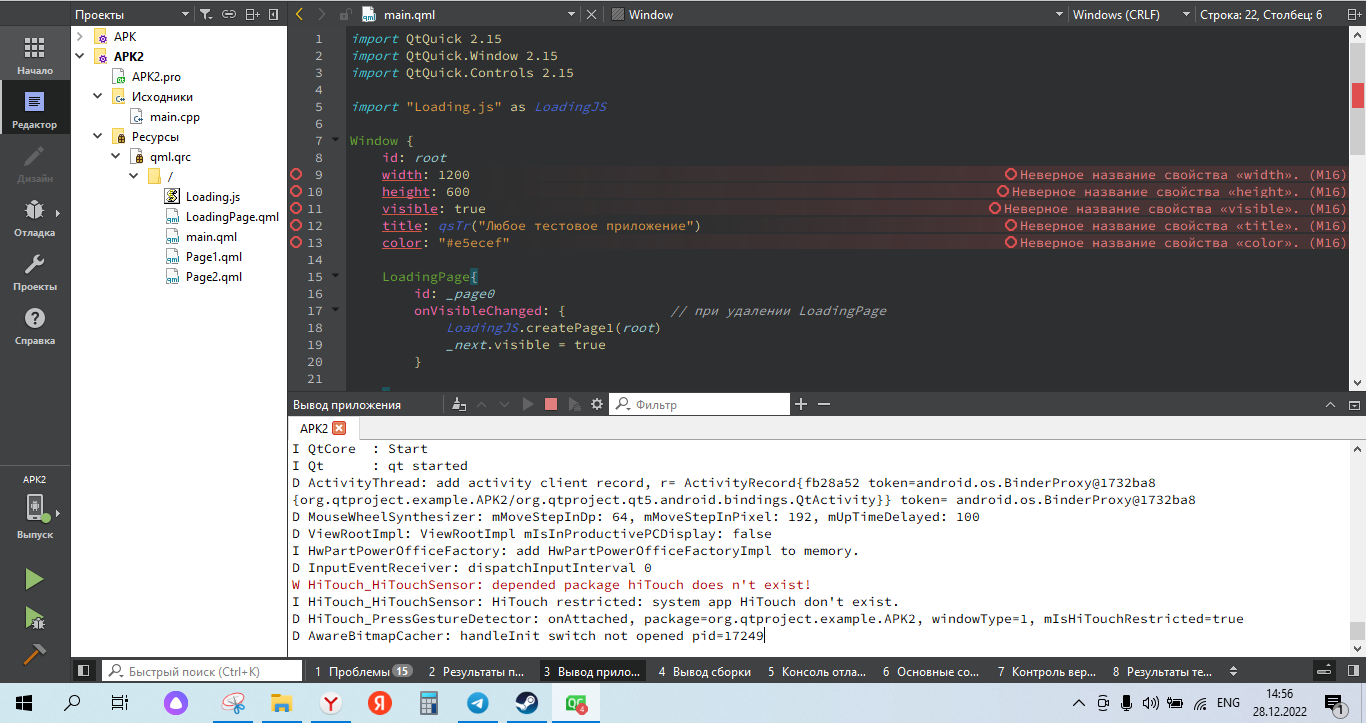 Проекты
main.qml
Window
Windows (CRLF)
Строка: 22, Столбец: 6
Начало
Редактор
Дизайн
Отладка
Проекты
Справка
APK2
Выпуск
APK
APK2
APK2.pro
Исходники
main.cpp
Ресурсы
qml.qrc
/
Loading.js
LoadingPage.qml
main.qml
Page1.qml
Page2.qml
1 import QtQuick 2.15
2 import QtQuick.Window 2.15
3 import QtQuick.Controls 2.15
4
5 import "Loading.js" as LoadingJS
6
7 Window {
8 id: root
9 width: 1200 Неверное название свойства «width». (M16)
10 height: 600 Неверное название свойства «height». (M16)
11 visible: true Неверное название свойства «visible». (M16)
12 title: qsTr("Любое тестовое приложение") Неверное название свойства «title». (M16)
13 color: "#e5ecef" Неверное название свойства «color». (M16)
14
15 LoadingPage{
16 id: _page0
17 onVisibleChanged: { // при удалении LoadingPage
18 LoadingJS.createPage1(root)
19 _next.visible = true
20 }
21
Вывод приложения
Фильтр
APK2
I QtCore : Start
I Qt : qt started
D ActivityThread: add activity client record, r= ActivityRecord{fb28a52 token=android.os.BinderProxy@1732ba8
{org.qtproject.example.APK2/org.qtproject.qt5.android.bindings.QtActivity}} token= android.os.BinderProxy@1732ba8
D MouseWheelSynthesizer: mMoveStepInDp: 64, mMoveStepInPixel: 192, mUpTimeDelayed: 100
D ViewRootImpl: ViewRootImpl mIsInProductivePCDisplay: false
I HwPartPowerOfficeFactory: add HwPartPowerOfficeFactoryImpl to memory.
D InputEventReceiver: dispatchInputInterval 0
W HiTouch_HiTouchSensor: depended package hiTouch does n't exist!
I HiTouch_HiTouchSensor: HiTouch restricted: system app HiTouch don't exist.
D HiTouch_PressGestureDetector: onAttached, package=org.qtproject.example.APK2, windowType=1, mIsHiTouchRestricted=true
D AwareBitmapCacher: handleInit switch not opened pid=17249
Быстрый поиск (Ctrl+K)
1 Проблемы 15
2 Результаты п...
3 Вывод прило...
4 Вывод сборки
5 Консоль отла...
6 Основные со...
7 Контроль вер...
8 Результаты те...
ENG
14:56
28.12.2022
1